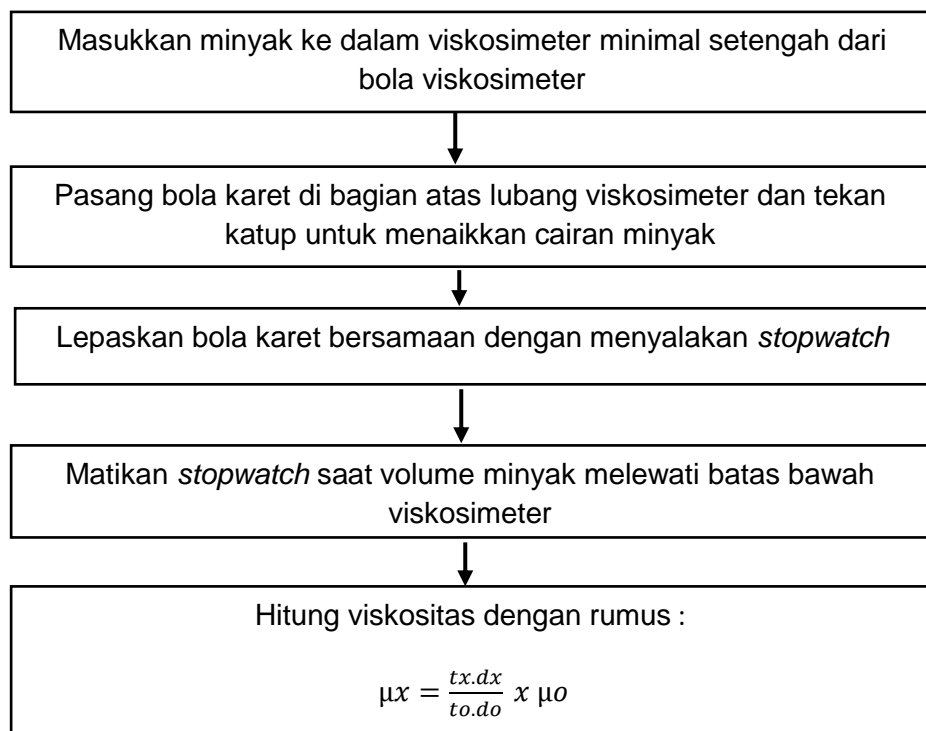 Masukkan minyak ke dalam viskosimeter minimal setengah dari
bola viskosimeter
Pasang bola karet di bagian atas lubang viskosimeter dan tekan
katup untuk menaikkan cairan minyak
Lepaskan bola karet bersamaan dengan menyalakan stopwatch
Matikan stopwatch saat volume minyak melewati batas bawah
viskosimeter
Hitung viskositas dengan rumus :
μx = tx.dx/to.do x μo